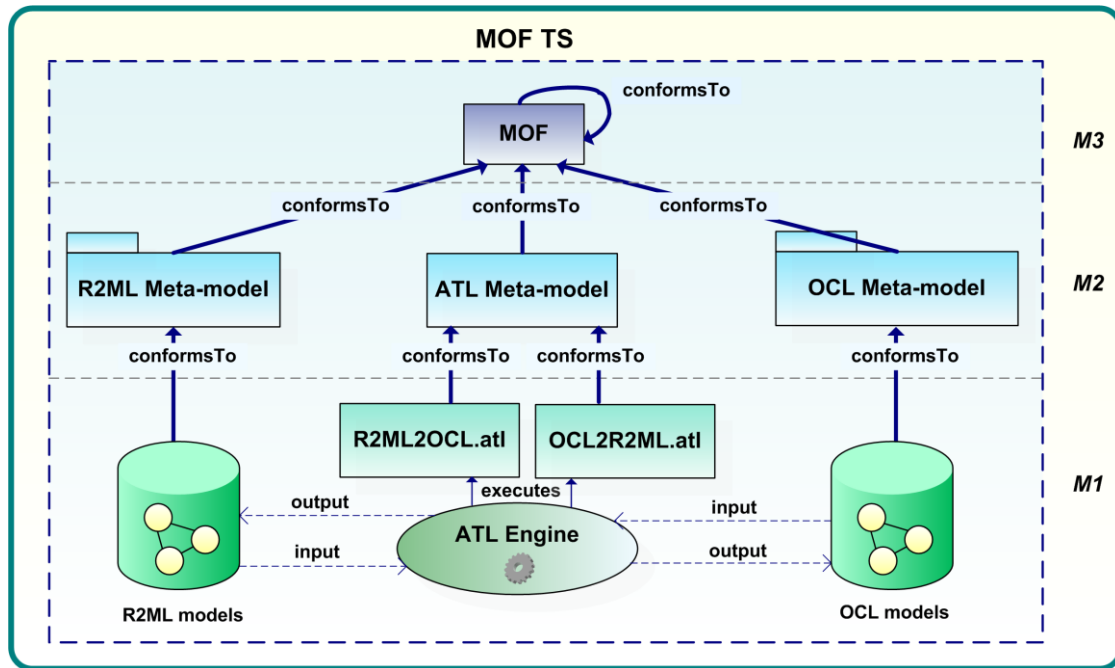 MOF TS
conformsTo
MOF
M3
conformsTo
conformsTo
conformsTo
R2ML Meta-model
ATL Meta-model
OCL Meta-model
M2
conformsTo
conformsTo
conformsTo
conformsTo
R2ML2OCL.atl
OCL2R2ML.atl
M1
executes
output
input
ATL Engine
input
output
R2ML models
OCL models